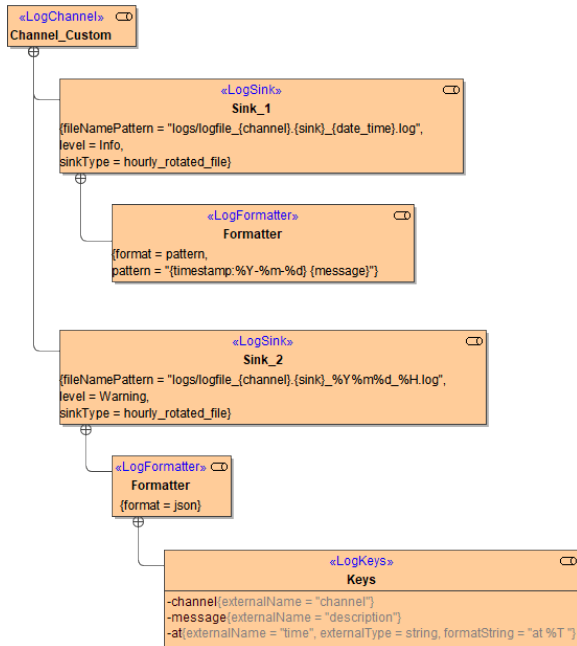 «LogChannel»
Channel_Custom
«LogSink»
Sink_1
{fileNamePattern = "logs/logfile_{channel}.{sink}_{date_time}.log",
level = Info,
sinkType = hourly_rotated_file}
«LogFormatter»
Formatter
{format = pattern,
pattern = "{timestamp:%Y-%m-%d} {message}"}
«LogSink»
Sink_2
{fileNamePattern = "logs/logfile_{channel}.{sink}_%Y%m%d_%H.log",
level = Warning,
sinkType = hourly_rotated_file}
«LogFormatter»
Formatter
{format = json}
«LogKeys»
Keys
-channel{externalName = "channel"}
-message{externalName = "description"}
-at{externalName = "time", externalType = string, formatString = "at %T "}